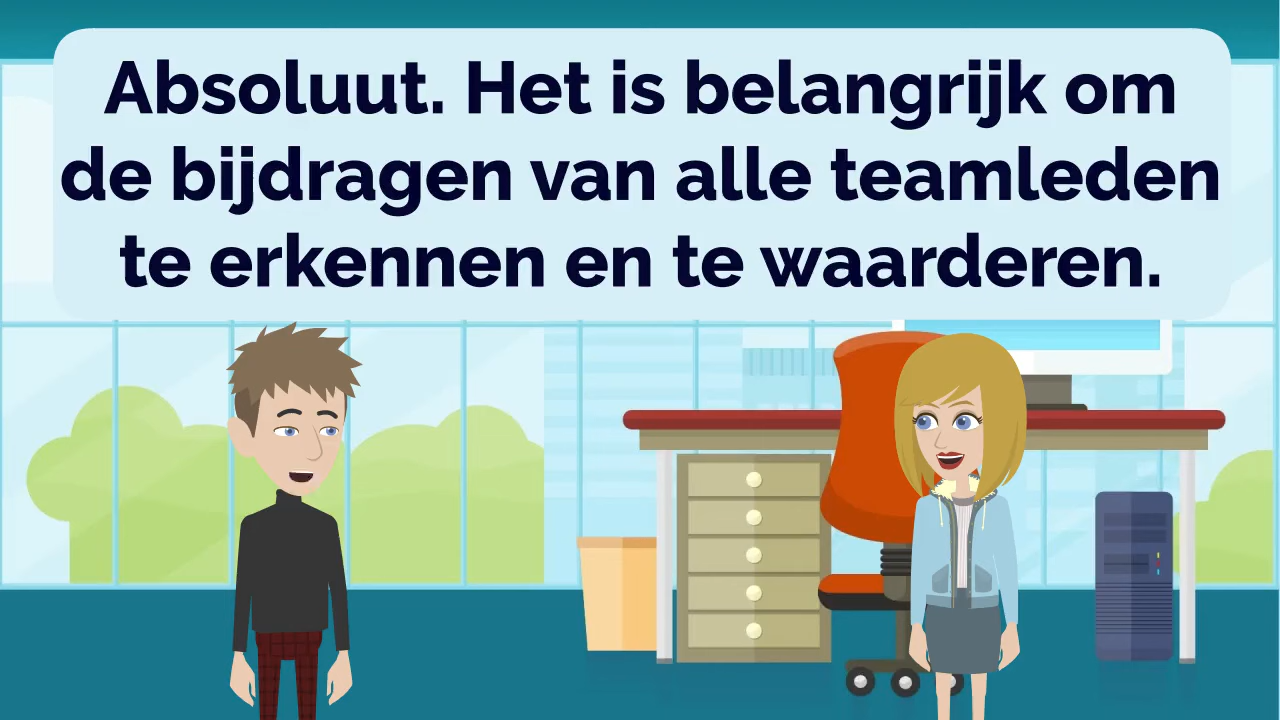 Absoluut. Het is belangrijk om
de bijdragen van alle teamleden
te erkennen en te waarderen.